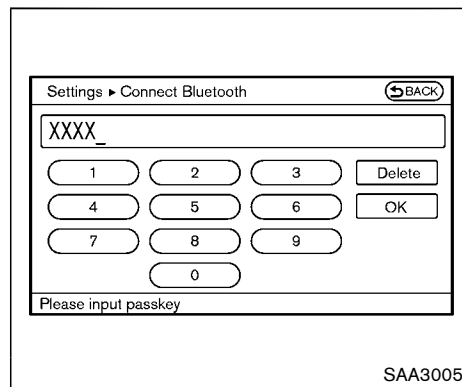 Settings ▸ Connect Bluetooth BACK
XXXX_
1 2 3 Delete
4 5 6 OK
7 8 9
0
Please input passkey
SAA3005